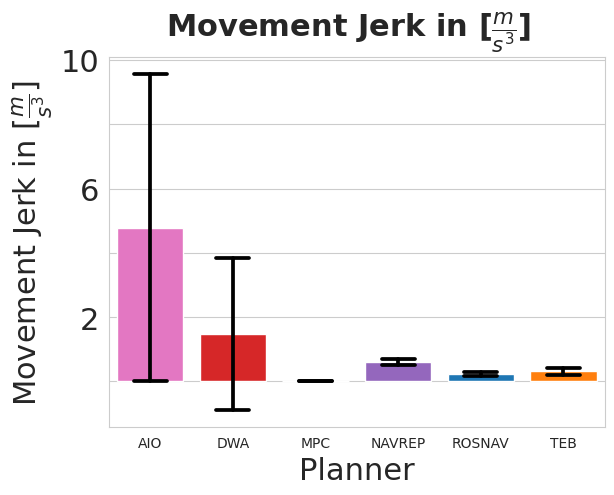 Movement Jerk in [m/s³]
Movement Jerk in [m/s³]
10
6
2
AIO DWA MPC NAVREP ROSNAV TEB
Planner